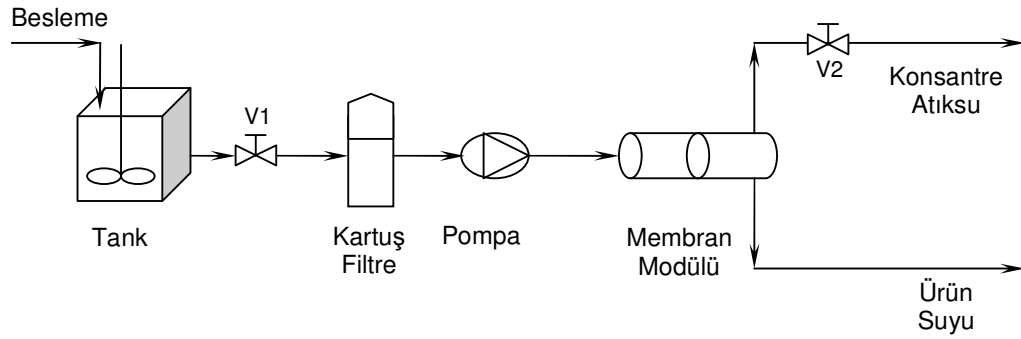 Besleme
V1
V2
Konsantre
Atıksu
Tank
Kartuş
Filtre
Pompa
Membran
Modülü
Ürün
Suyu